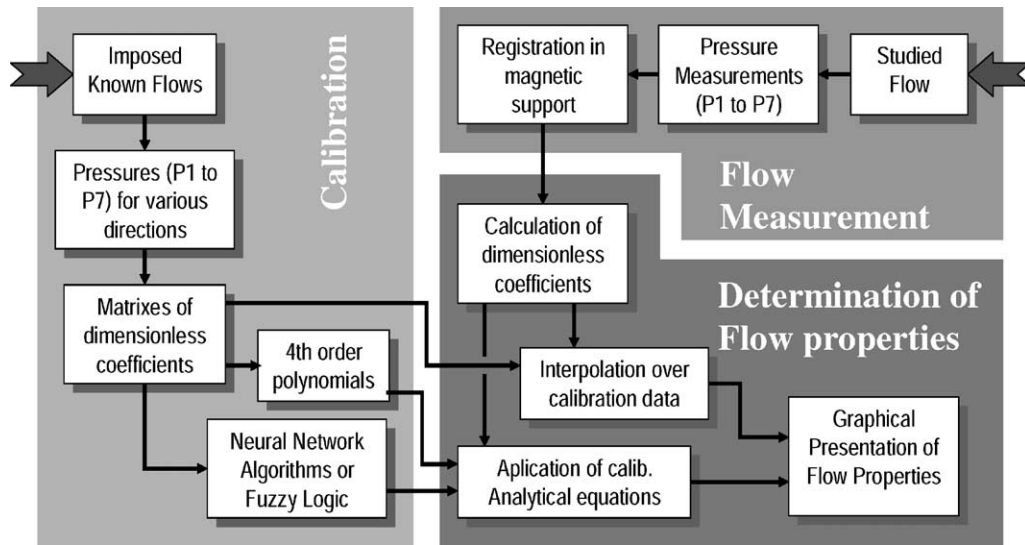 Imposed
Known Flows
Pressures (P1 to
P7) for various
directions
Matrixes of
dimensionless
coefficients
4th order
polynomials
Neural Network
Algorithms or
Fuzzy Logic
Calibration
Registration in
magnetic
support
Pressure
Measurements
(P1 to P7)
Studied
Flow
Flow
Measurement
Calculation of
dimensionless
coefficients
Determination of
Flow properties
Interpolation over
calibration data
Aplication of calib.
Analytical equations
Graphical
Presentation of
Flow Properties